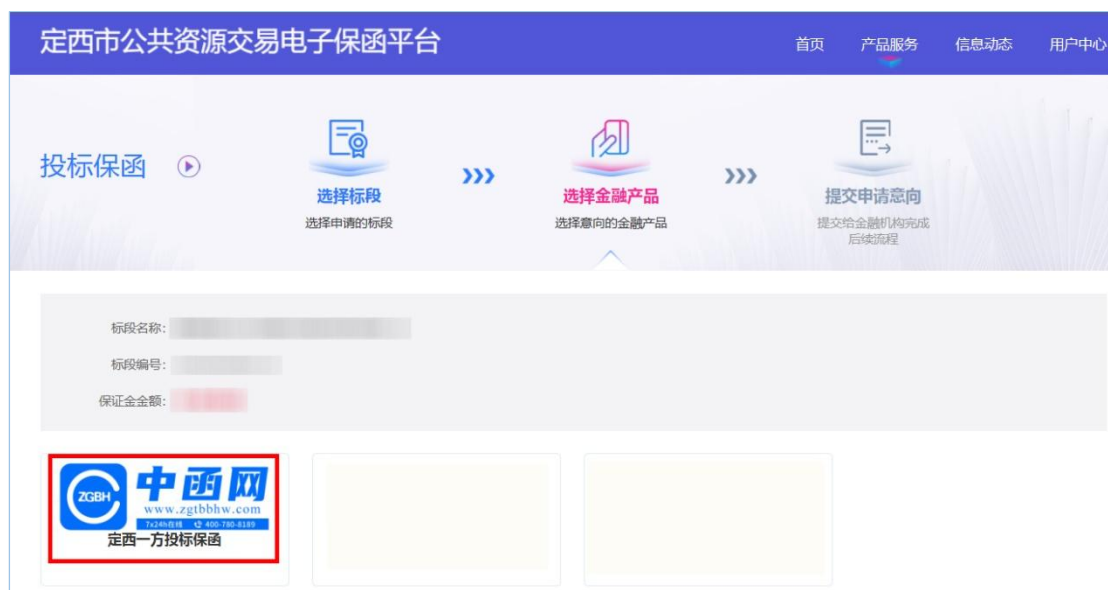 定西市公共资源交易电子保函平台
首页 产品服务 信息动态 用户中心
投标保函
选择标段
选择申请的标段
选择金融产品
选择意向的金融产品
提交申请意向
提交给金融机构完成
后续流程
标段名称:
标段编号:
保证金金额:
ZGBH
中函网
www.zgtbbhw.com
7x24h在线 400-780-8189
定西一方投标保函